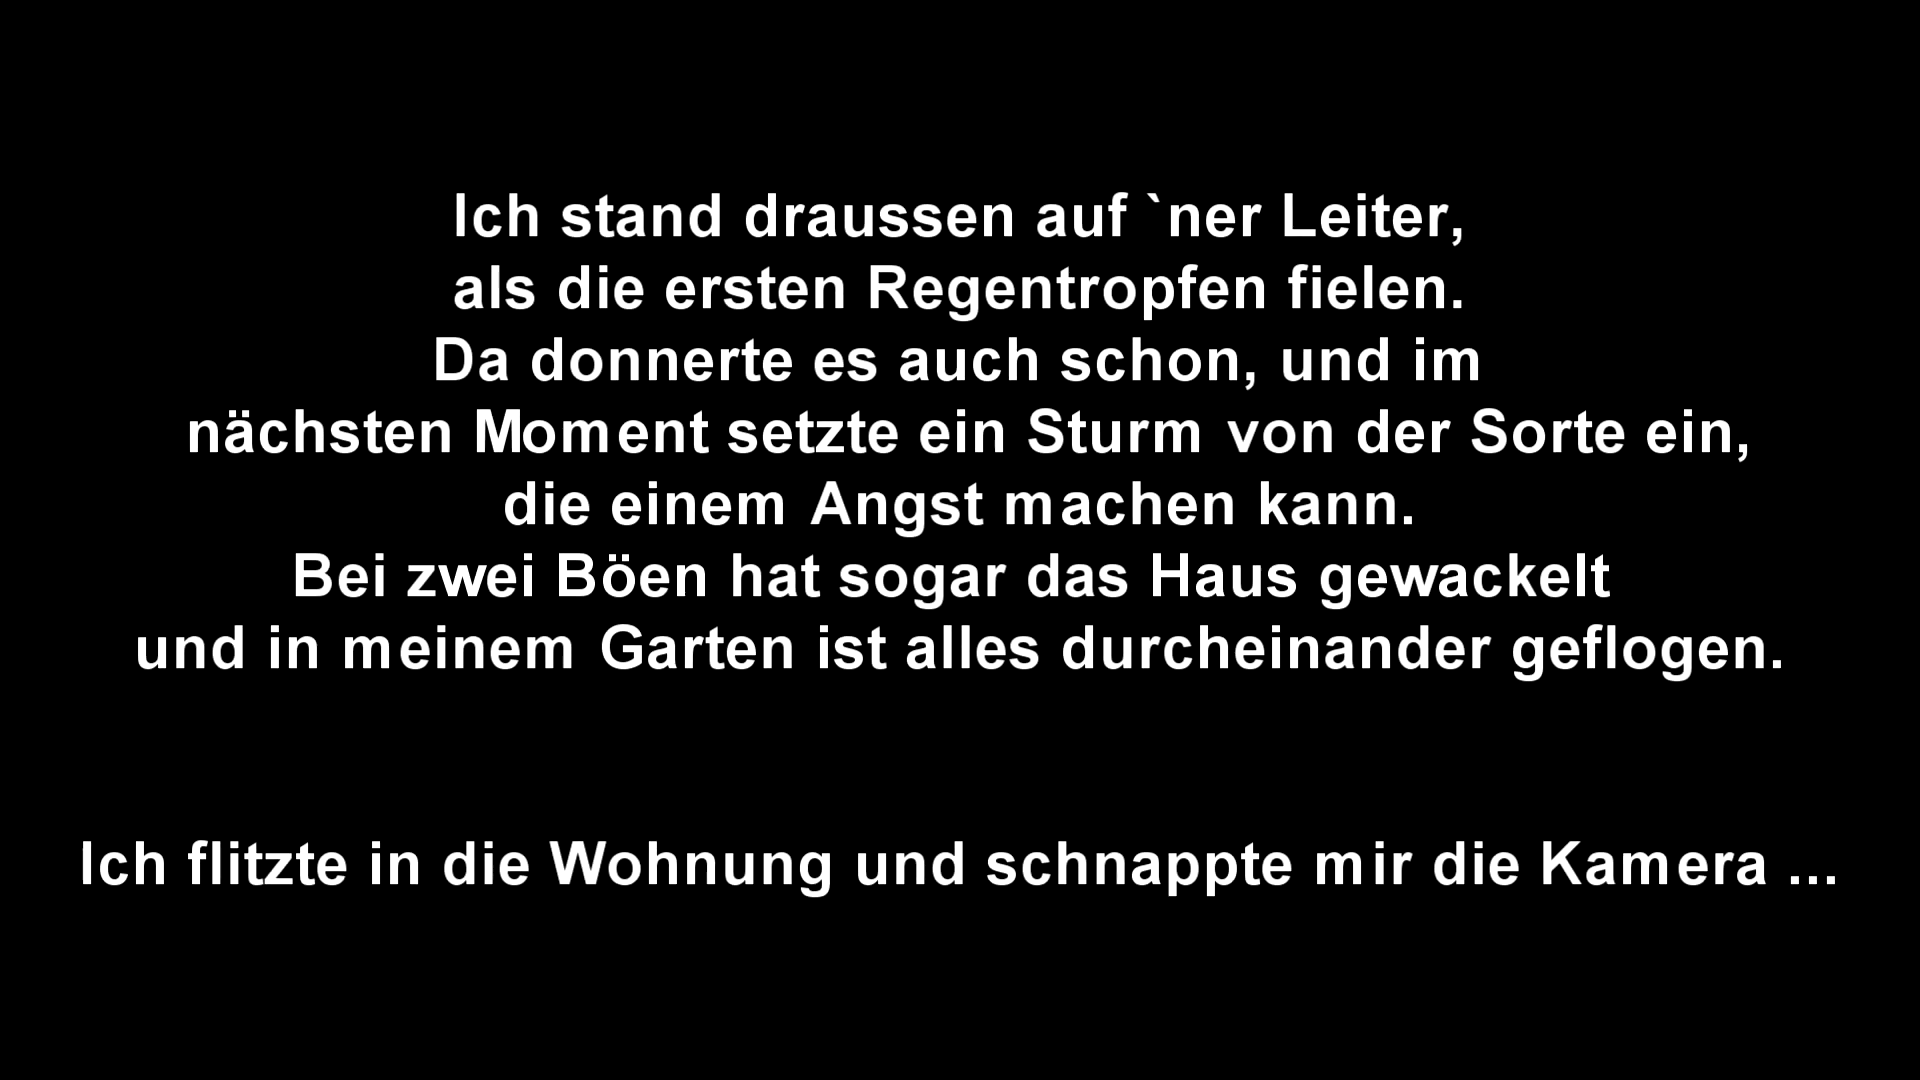 Ich stand draussen auf `ner Leiter,
als die ersten Regentropfen fielen.
Da donnerte es auch schon, und im
nächsten Moment setzte ein Sturm von der Sorte ein,
die einem Angst machen kann.
Bei zwei Böen hat sogar das Haus gewackelt
und in meinem Garten ist alles durcheinander geflogen.
Ich flitzte in die Wohnung und schnappte mir die Kamera ...